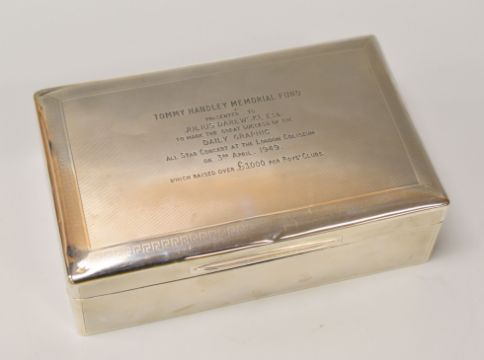 TOMMY HANDLEY MEMORIAL FUND
PRESENTED TO
JULIUS DAREWSKI, ESQ.
TO MARK THE GREAT SUCCESS OF THE
DAILY GRAPHIC
ALL STAR CONCERT AT THE LONDON COLISEUM
ON 3RD APRIL · 1949.
WHICH RAISED OVER £1000 FOR BOYS' CLUBS.